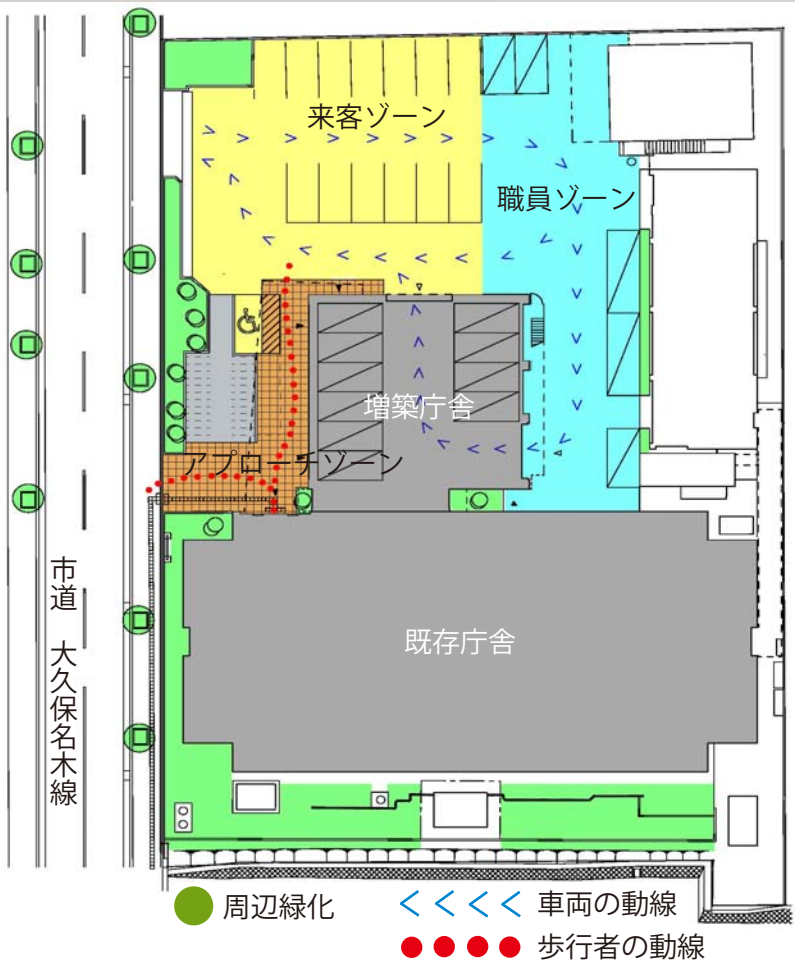 来客ゾーン
職員ゾーン
増築庁舎
アプローチゾーン
既存庁舎
市道 大久保名木線
周辺緑化
車両の動線
歩行者の動線